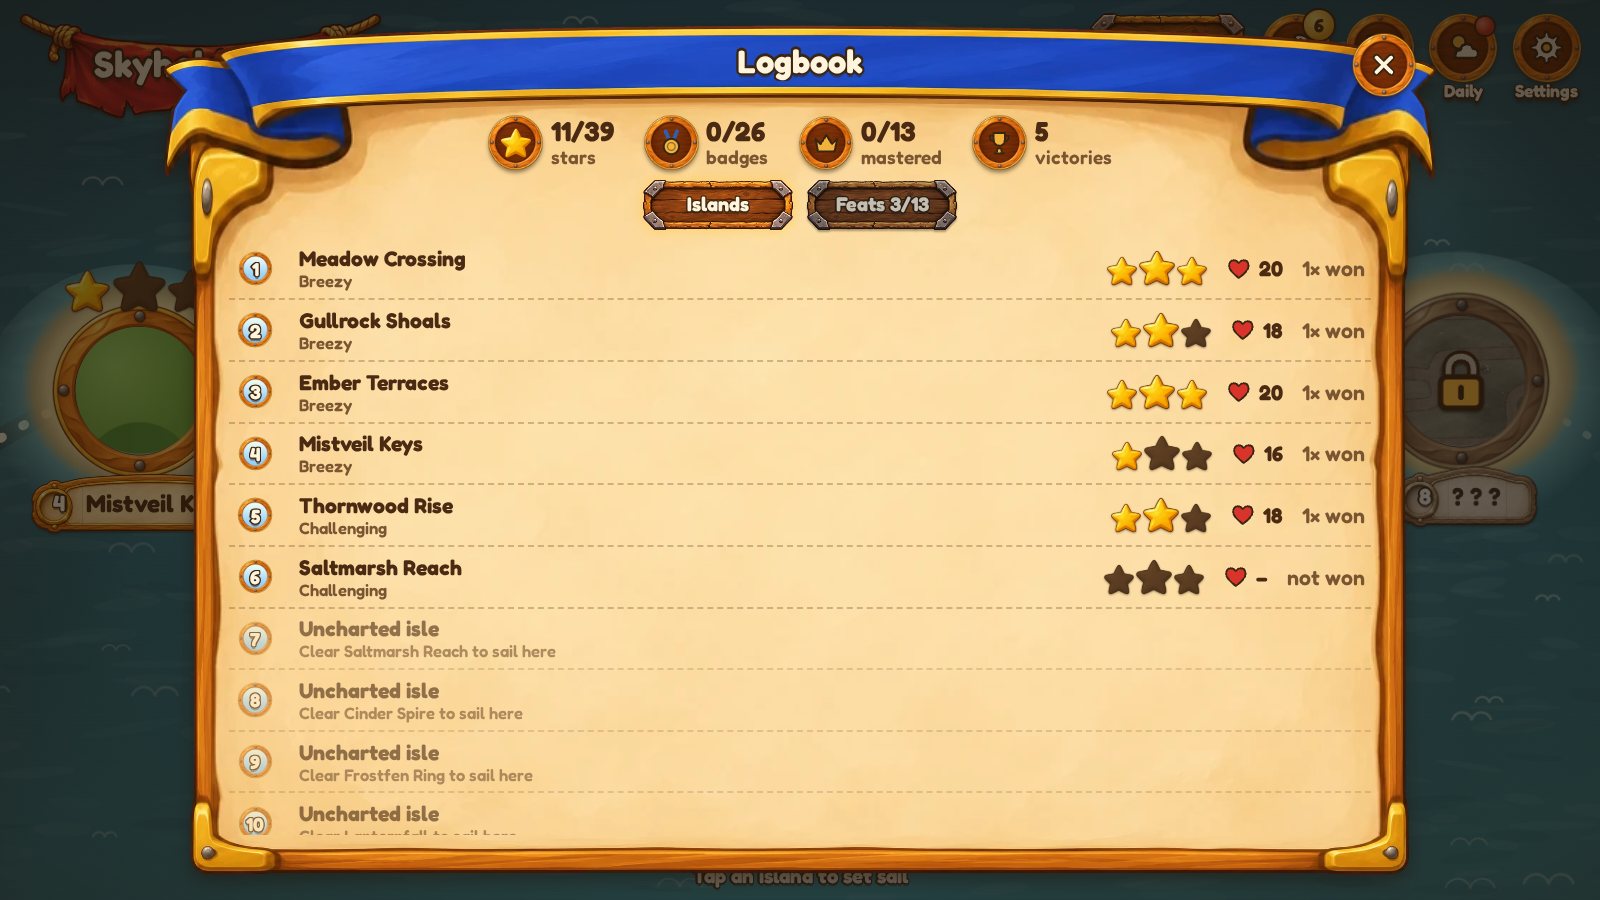 Logbook
6
Daily
Settings
11/39
stars
0/26
badges
0/13
mastered
5
victories
Islands
Feats 3/13
1
Meadow Crossing
Breezy
20
1x won
2
Gullrock Shoals
Breezy
18
1x won
3
Ember Terraces
Breezy
20
1x won
4
Mistveil Keys
Breezy
16
1x won
5
Thornwood Rise
Challenging
18
1x won
6
Saltmarsh Reach
Challenging
–
not won
7
Uncharted isle
Clear Saltmarsh Reach to sail here
8
Uncharted isle
Clear Cinder Spire to sail here
9
Uncharted isle
Clear Frostfen Ring to sail here
10
Uncharted isle
Clear Lanternfall to sail here
4
Mistveil K
8
???
Tap an island to set sail